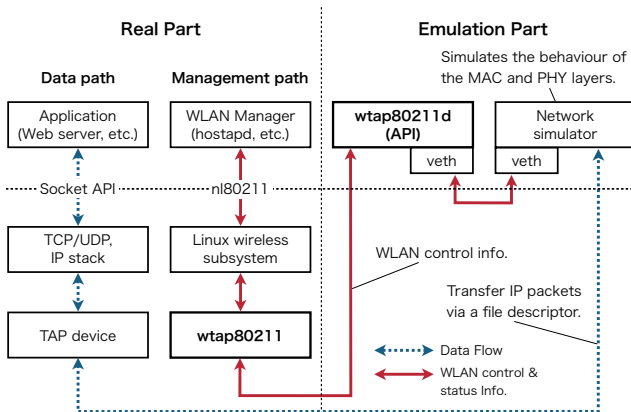 Real Part
Emulation Part
Simulates the behaviour of
the MAC and PHY layers.
Data path
Management path
Application
(Web server, etc.)
WLAN Manager
(hostapd, etc.)
wtap80211d
(API)
Network
simulator
veth
veth
Socket API
nl80211
TCP/UDP,
IP stack
Linux wireless
subsystem
WLAN control info.
Transfer IP packets
via a file descriptor.
TAP device
wtap80211
Data Flow
WLAN control &
status Info.